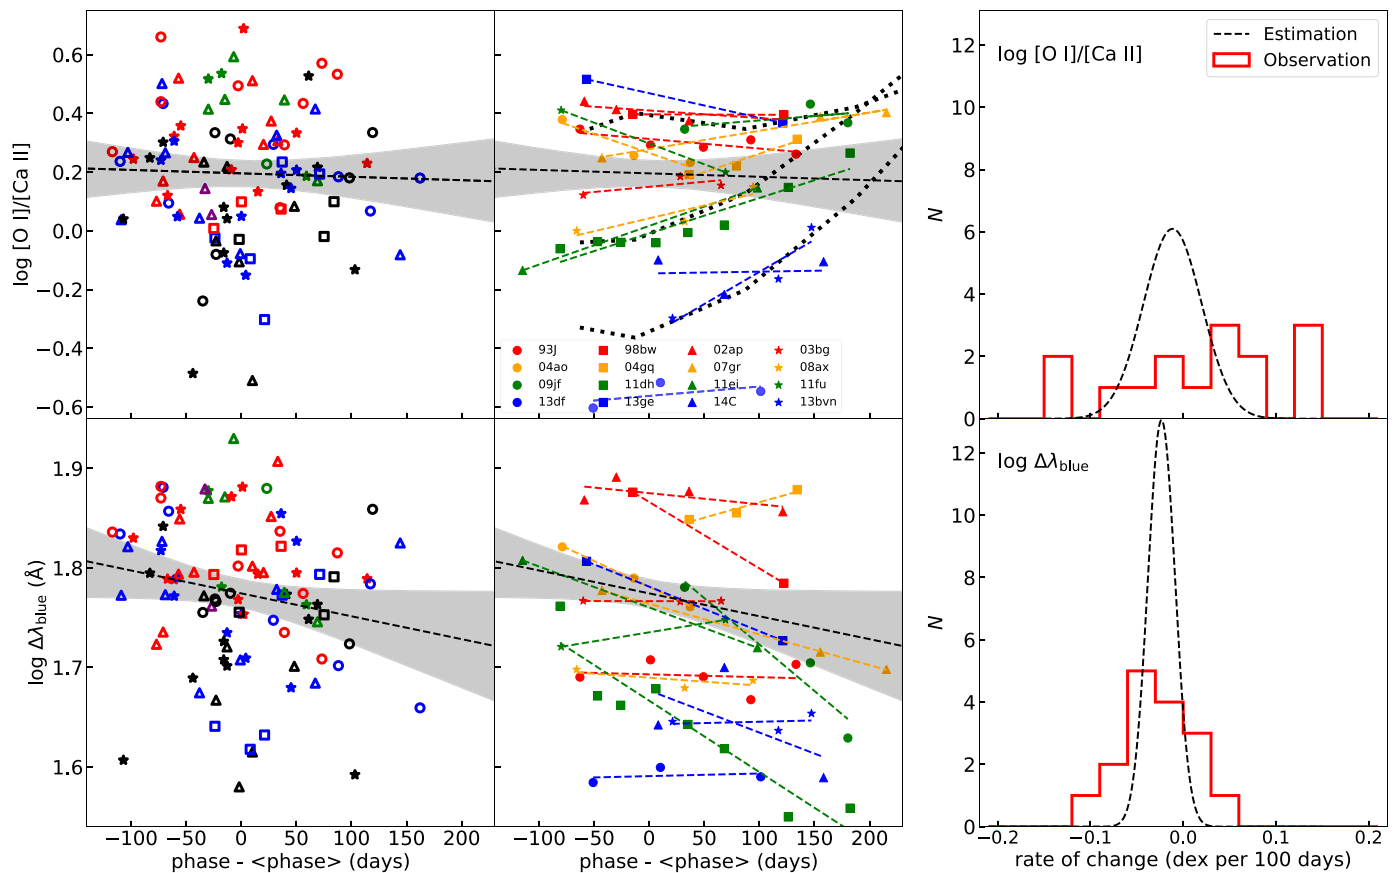 log [O I]/[Ca II]
0.6
0.4
0.2
0.0
−0.2
−0.4
−0.6
93J
98bw
02ap
03bg
04ao
04gq
07gr
08ax
09jf
11dh
11ei
11fu
13df
13ge
14C
13bvn
log [O I]/[Ca II]
Estimation
Observation
N
12
10
8
6
4
2
0
log Δλblue (Å)
1.9
1.8
1.7
1.6
−100 −50 0 50 100 150 200
phase - <phase> (days)
−100 −50 0 50 100 150 200
phase - <phase> (days)
log Δλblue
N
12
10
8
6
4
2
0
−0.2 −0.1 0.0 0.1 0.2
rate of change (dex per 100 days)